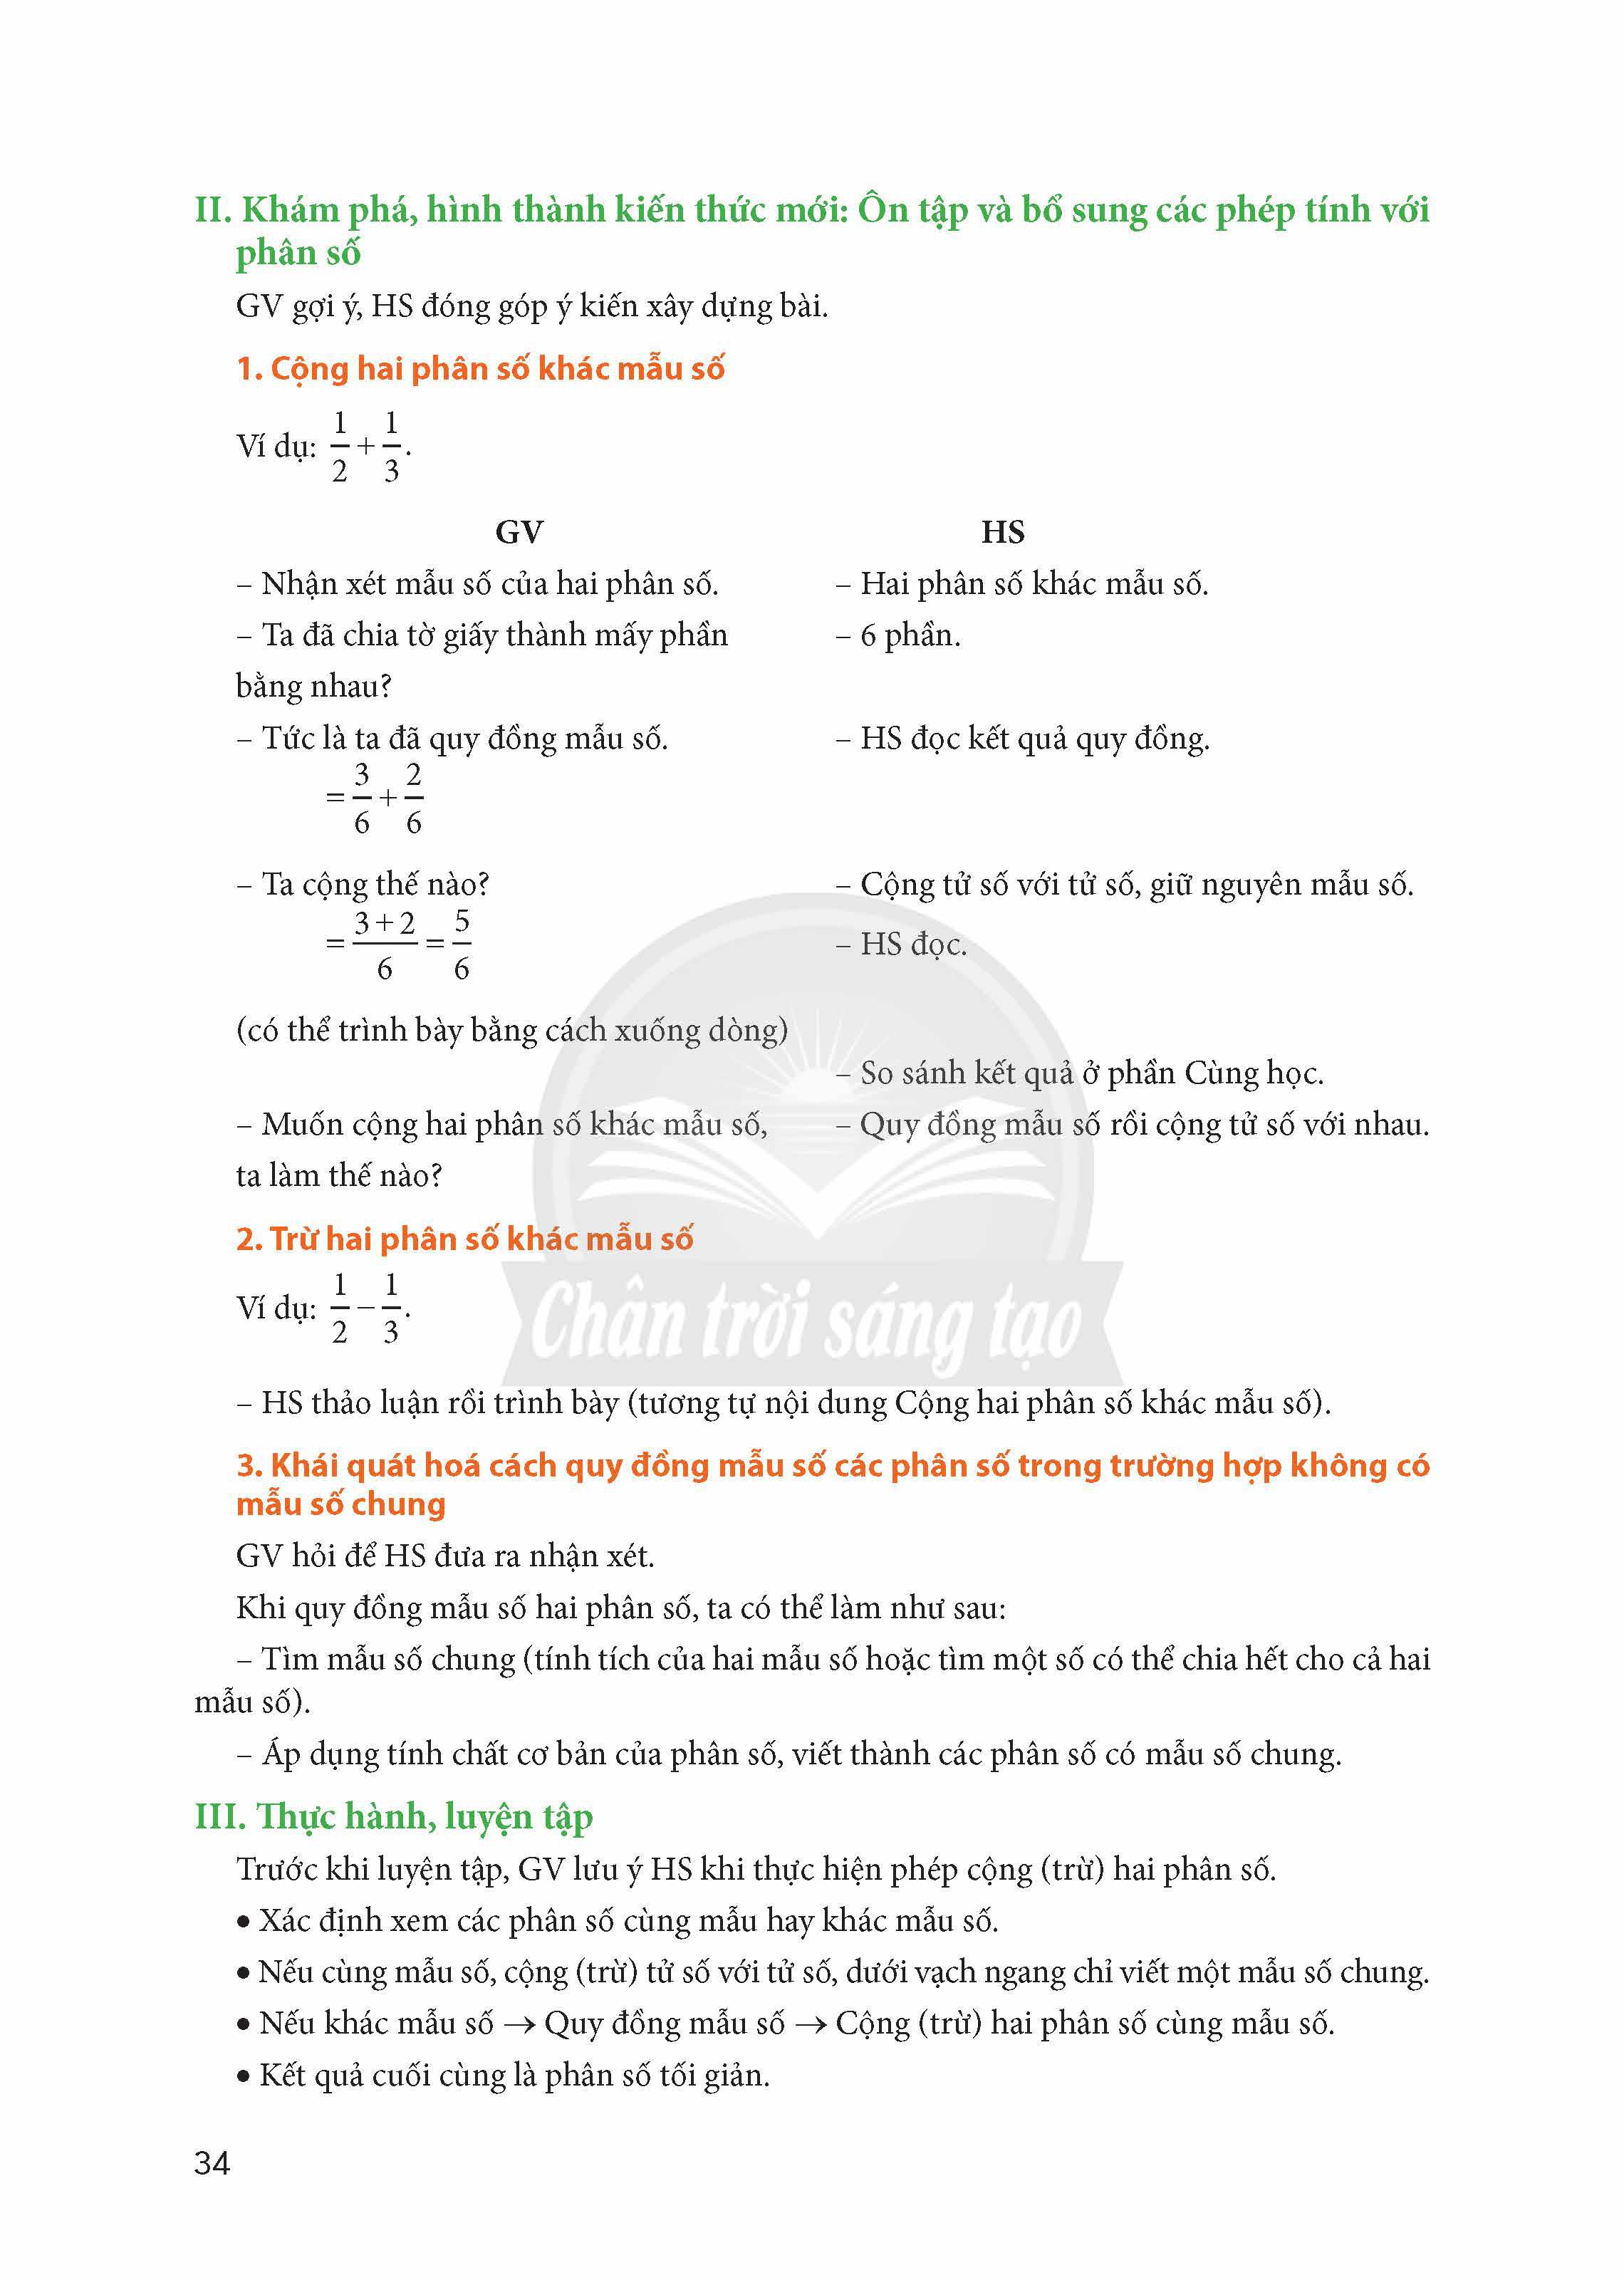 II. Khám phá, hình thành kiến thức mới: Ôn tập và bổ sung các phép tính với
phân số
GV gợi ý, HS đóng góp ý kiến xây dựng bài.
1. Cộng hai phân số khác mẫu số
Ví dụ: 1/2 + 1/3.
GV HS
– Nhận xét mẫu số của hai phân số. – Hai phân số khác mẫu số.
– Ta đã chia tờ giấy thành mấy phần – 6 phần.
bằng nhau?
– Tức là ta đã quy đồng mẫu số. – HS đọc kết quả quy đồng.
= 3/6 + 2/6
– Ta cộng thế nào? – Cộng tử số với tử số, giữ nguyên mẫu số.
= (3 + 2)/6 = 5/6 – HS đọc.
(có thể trình bày bằng cách xuống dòng)
– So sánh kết quả ở phần Cùng học.
– Muốn cộng hai phân số khác mẫu số, – Quy đồng mẫu số rồi cộng tử số với nhau.
ta làm thế nào?
2. Trừ hai phân số khác mẫu số
Ví dụ: 1/2 − 1/3.
Chân trời sáng tạo
– HS thảo luận rồi trình bày (tương tự nội dung Cộng hai phân số khác mẫu số).
3. Khái quát hoá cách quy đồng mẫu số các phân số trong trường hợp không có
mẫu số chung
GV hỏi để HS đưa ra nhận xét.
Khi quy đồng mẫu số hai phân số, ta có thể làm như sau:
– Tìm mẫu số chung (tính tích của hai mẫu số hoặc tìm một số có thể chia hết cho cả hai
mẫu số).
– Áp dụng tính chất cơ bản của phân số, viết thành các phân số có mẫu số chung.
III. Thực hành, luyện tập
Trước khi luyện tập, GV lưu ý HS khi thực hiện phép cộng (trừ) hai phân số.
• Xác định xem các phân số cùng mẫu hay khác mẫu số.
• Nếu cùng mẫu số, cộng (trừ) tử số với tử số, dưới vạch ngang chỉ viết một mẫu số chung.
• Nếu khác mẫu số → Quy đồng mẫu số → Cộng (trừ) hai phân số cùng mẫu số.
• Kết quả cuối cùng là phân số tối giản.
34